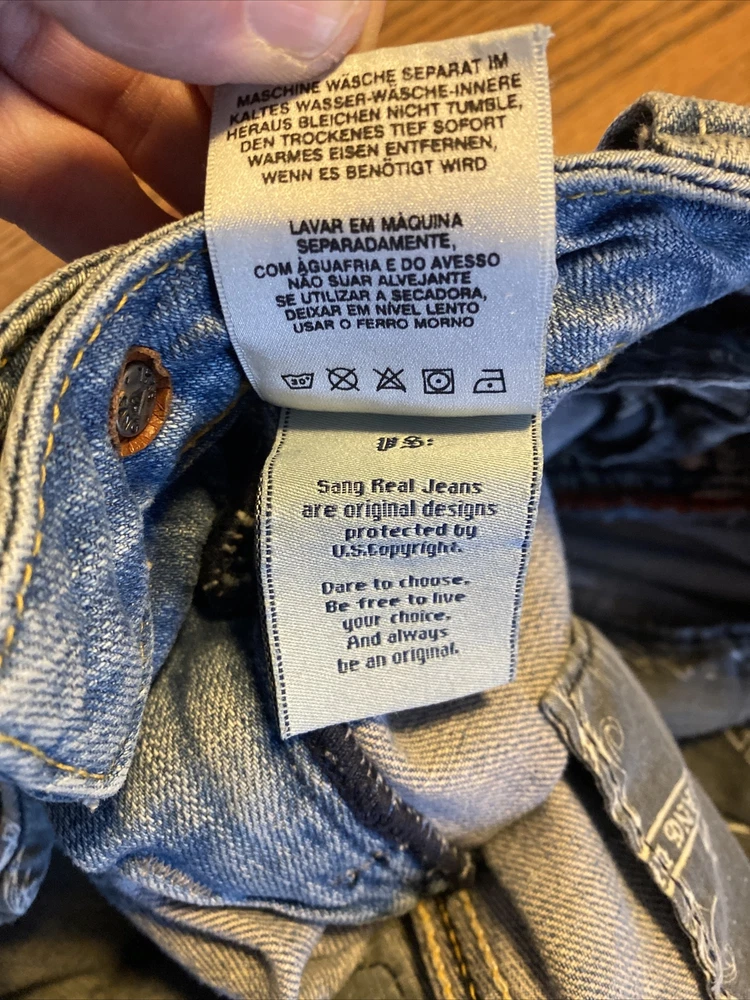 MASCHINE WÄSCHE SEPARAT IM
KALTES WASSER-WÄSCHE-INNERE
HERAUS BLEICHEN NICHT TUMBLE,
DEN TROCKENES TIEF SOFORT
WARMES EISEN ENTFERNEN,
WENN ES BENÖTIGT WIRD
LAVAR EM MÀQUINA
SEPARADAMENTE,
COM ÀGUAFRIA E DO AVESSO
NÃO SUAR ALVEJANTE
SE UTILIZAR A SECADORA,
DEIXAR EM NÍVEL LENTO
USAR O FERRO MORNO
30°
Sang Real Jeans
are original designs
protected by
U.S.Copyright.
Dare to choose.
Be free to live
your choice.
And always
be an original.